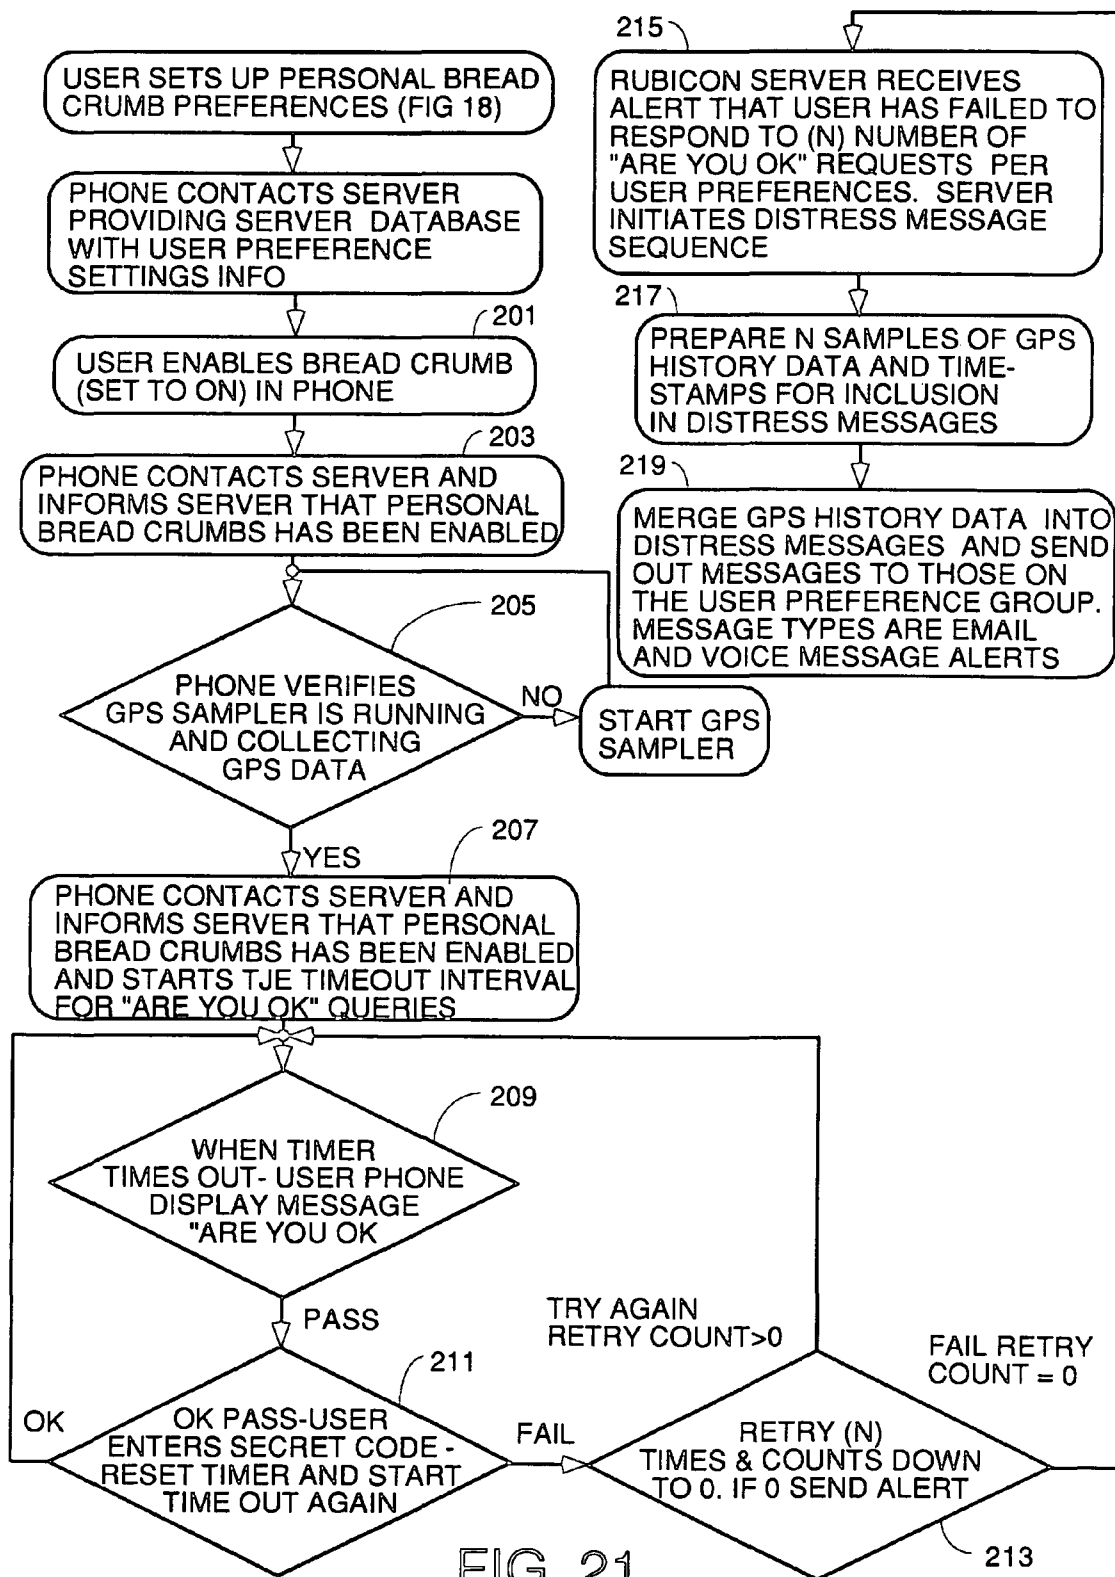 USER SETS UP PERSONAL BREAD
CRUMB PREFERENCES (FIG 18)
PHONE CONTACTS SERVER
PROVIDING SERVER DATABASE
WITH USER PREFERENCE
SETTINGS INFO
201
USER ENABLES BREAD CRUMB
(SET TO ON) IN PHONE
203
PHONE CONTACTS SERVER AND
INFORMS SERVER THAT PERSONAL
BREAD CRUMBS HAS BEEN ENABLED
205
PHONE VERIFIES
GPS SAMPLER IS RUNNING
AND COLLECTING
GPS DATA
NO
START GPS
SAMPLER
YES
207
PHONE CONTACTS SERVER AND
INFORMS SERVER THAT PERSONAL
BREAD CRUMBS HAS BEEN ENABLED
AND STARTS TJE TIMEOUT INTERVAL
FOR "ARE YOU OK" QUERIES
209
WHEN TIMER
TIMES OUT- USER PHONE
DISPLAY MESSAGE
"ARE YOU OK
PASS
211
OK
OK PASS-USER
ENTERS SECRET CODE -
RESET TIMER AND START
TIME OUT AGAIN
FAIL
TRY AGAIN
RETRY COUNT>0
FAIL RETRY
COUNT = 0
RETRY (N)
TIMES & COUNTS DOWN
TO 0. IF 0 SEND ALERT
213
215
RUBICON SERVER RECEIVES
ALERT THAT USER HAS FAILED TO
RESPOND TO (N) NUMBER OF
"ARE YOU OK" REQUESTS PER
USER PREFERENCES. SERVER
INITIATES DISTRESS MESSAGE
SEQUENCE
217
PREPARE N SAMPLES OF GPS
HISTORY DATA AND TIME-
STAMPS FOR INCLUSION
IN DISTRESS MESSAGES
219
MERGE GPS HISTORY DATA INTO
DISTRESS MESSAGES AND SEND
OUT MESSAGES TO THOSE ON
THE USER PREFERENCE GROUP.
MESSAGE TYPES ARE EMAIL
AND VOICE MESSAGE ALERTS
FIG. 21